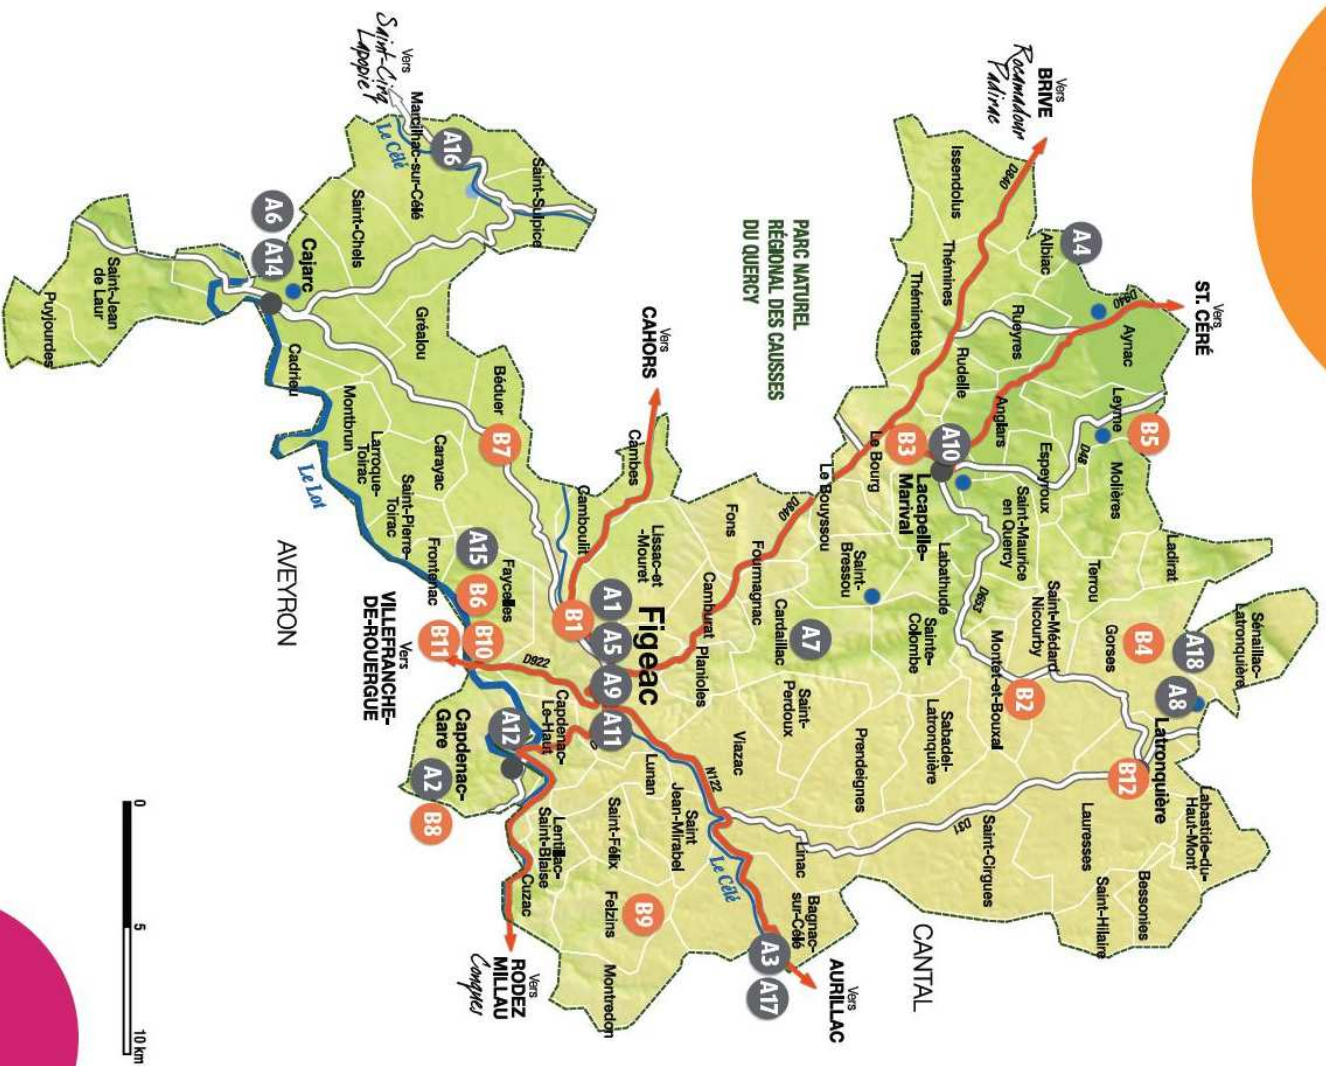 Sénaillac-
Latronquière
Labastide-du-
Haut-Mont
Vers
ST. CÉRÉ
B5
A18
A8
Ladirat
Latronquière
B4
B12
Bessonies
D840
Aynac
Leyme
Molières
Gorses
Lauresses
Saint-Hilaire
A4
D48
Terrou
Albiac
Rueyres
Espeyroux
Saint-Médard
Nicourby
B2
Vers
BRIVE
Rocamadour
Padirac
D840
Saint-Maurice
en Quercy
Anglars
Montet-et-Bouxal
D653
Saint-Cirgues
D31
Issendolus
Thémines
Rudelle
A10
Labathude
Sabadel-
Latronquière
CANTAL
Théminettes
B3
Lacapelle-
Marival
Sainte-
Colombe
Le Bourg
Saint-
Bressou
Prendeignes
Le Bouyssou
A7
Cardaillac
Saint-
Perdoux
Linac
Bagnac-
sur-Célé
Vers
AURILLAC
D840
PARC NATUREL
RÉGIONAL DES CAUSSES
DU QUERCY
Fourmagnac
Fons
Viazac
A3
A17
Camburat
Planioles
N122
Le Célé
Lissac-et
-Mouret
Saint
Jean-Mirabel
Vers
CAHORS
Cambes
Figeac
Lunan
B9
A1
A5
A9
A11
Saint-Félix
Felzins
Montredon
Camboulit
B1
Capdenac-
Le-Haut
Lentillac-
Saint-Blaise
Cuzac
Saint-Sulpice
D922
Béduer
B7
Faycelles
A12
Vers
RODEZ
MILLAU
Conques
A15
B6
B10
A16
Marcilhac-sur-Célé
Capdenac-
Gare
Carayac
Frontenac
B11
A2
B8
Gréalou
Saint-Pierre-
Toirac
Vers
Saint-Cirq
Lapopie
Le Célé
Saint-Chels
Larroque-
Toirac
Vers
VILLEFRANCHE-
DE-ROUERGUE
Montbrun
Cajarc
Cadrieu
Le Lot
A6
A14
AVEYRON
Saint-Jean
de Laur
Puyjourdes
0
5
10 km